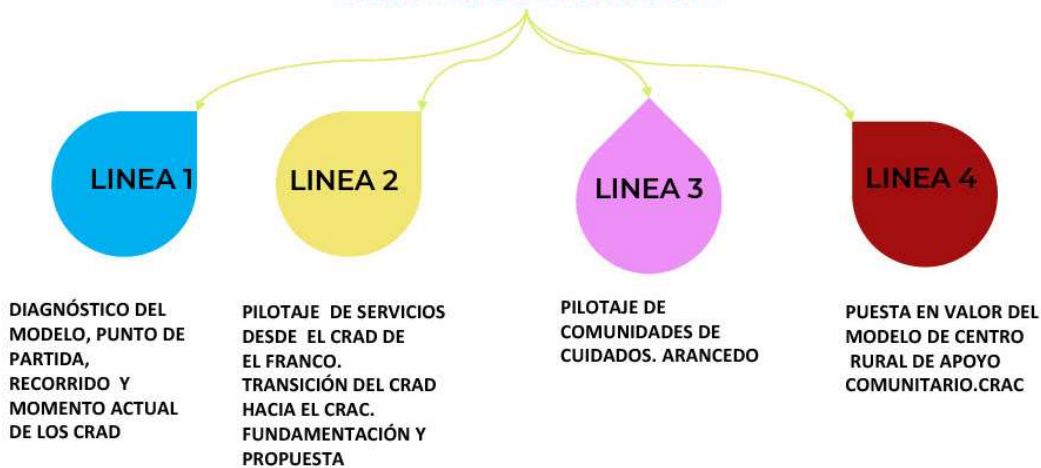 LINEA 1
DIAGNÓSTICO DEL
MODELO, PUNTO DE
PARTIDA,
RECORRIDO Y
MOMENTO ACTUAL
DE LOS CRAD
LINEA 2
PILOTAJE DE SERVICIOS
DESDE EL CRAD DE
EL FRANCO.
TRANSICIÓN DEL CRAD
HACIA EL CRAC.
FUNDAMENTACIÓN Y
PROPUESTA
LINEA 3
PILOTAJE DE
COMUNIDADES DE
CUIDADOS. ARANCEDO
LINEA 4
PUESTA EN VALOR DEL
MODELO DE CENTRO
RURAL DE APOYO
COMUNITARIO.CRAC